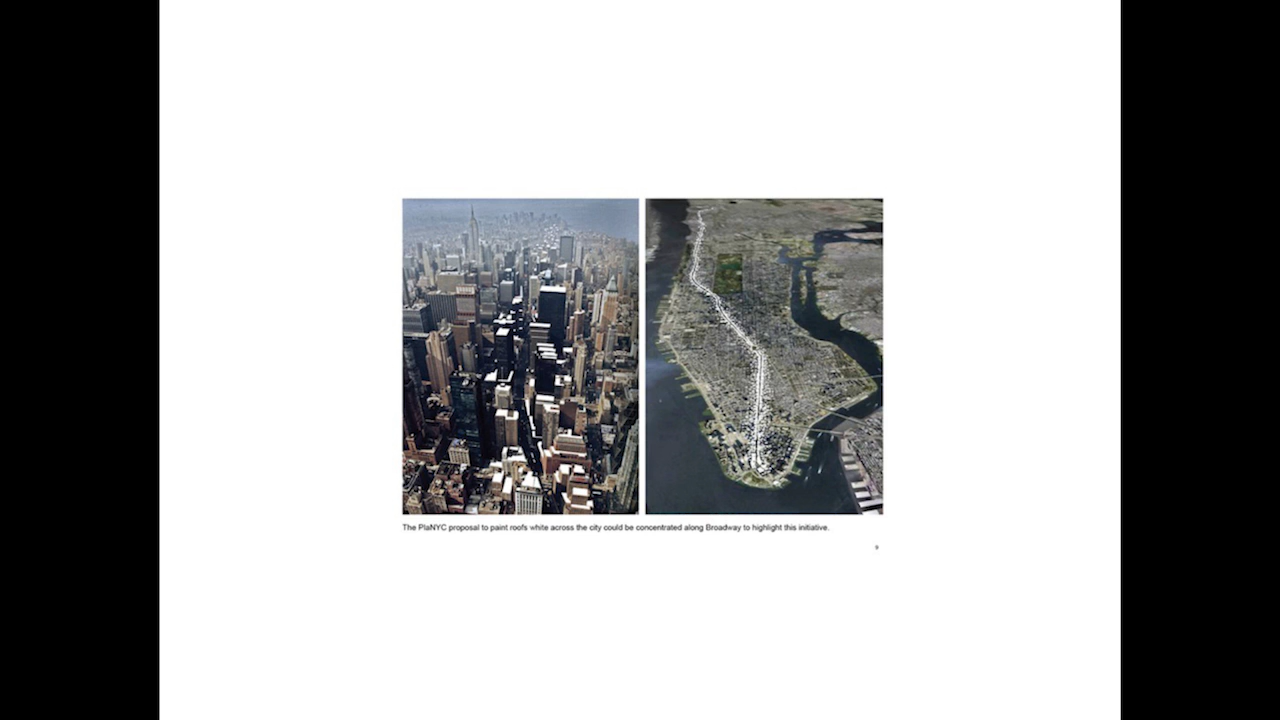 The PlaNYC proposal to paint roofs white across the city could be concentrated along Broadway to highlight this initiative.
9